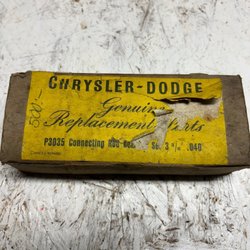 CHRYSLER-DODGE
Genuine
Replacement Parts
P3035 Connecting Rod .040